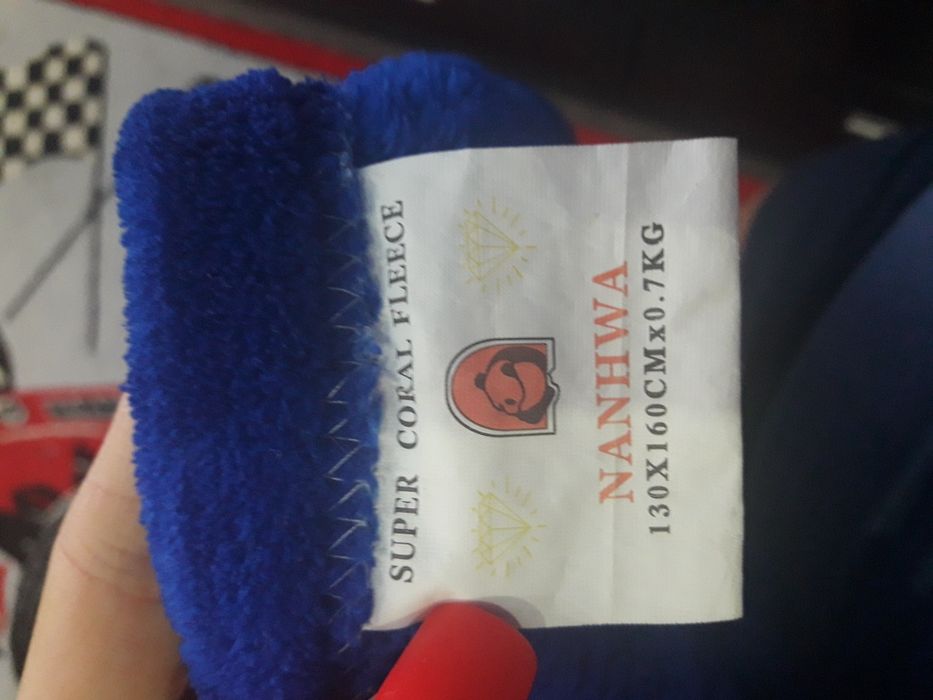 SUPER CORAL FLEECE
NANHWA
130X160CMx0.7KG